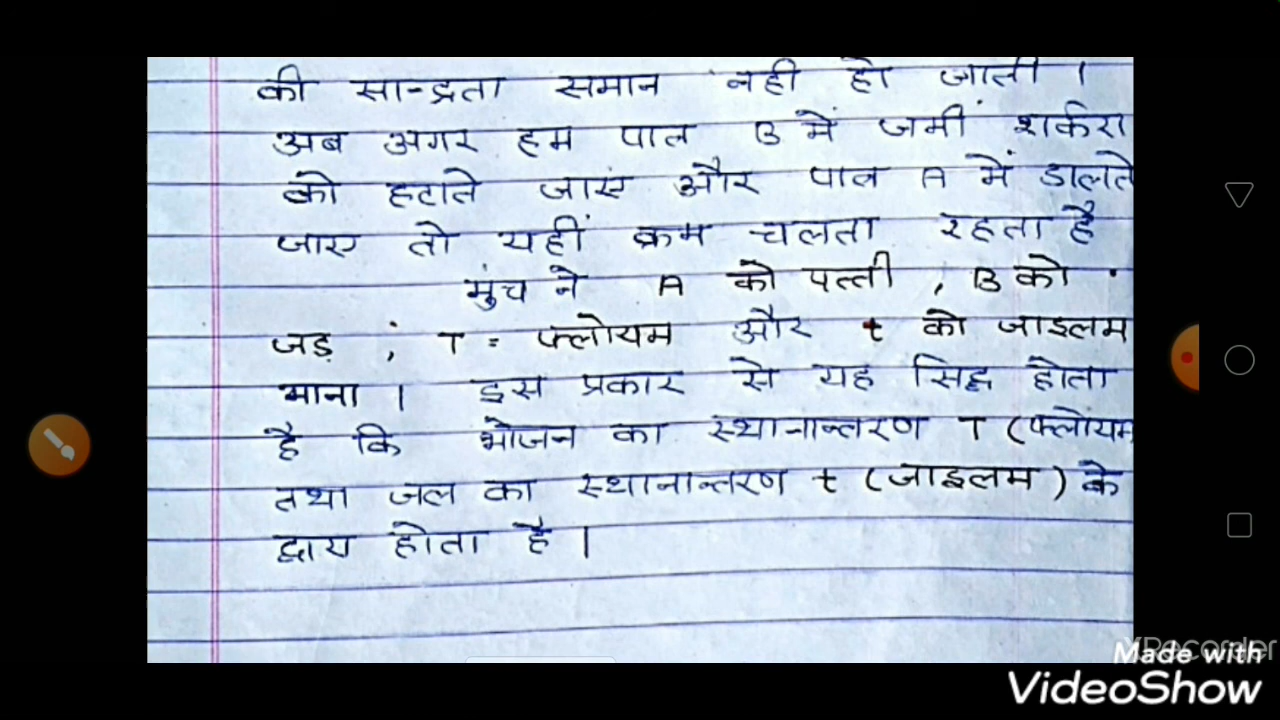 की सान्द्रता समान नही हो जाती ।
अब अगर हम पात्र B में जमीं शर्करा
को हटाते जाएं और पात्र A में डालते
जाए तो यहीं क्रम चलता रहता है
मुंच ने A को पत्ती , B को
जड़ ; T = फ्लोयम और t को जाइलम
माना । इस प्रकार से यह सिद्ध होता
है कि भोजन का स्थानान्तरण T (फ्लोयम
तथा जल का स्थानान्तरण t (जाइलम) के
द्वारा होता है ।
XRecorder
Made with
VideoShow